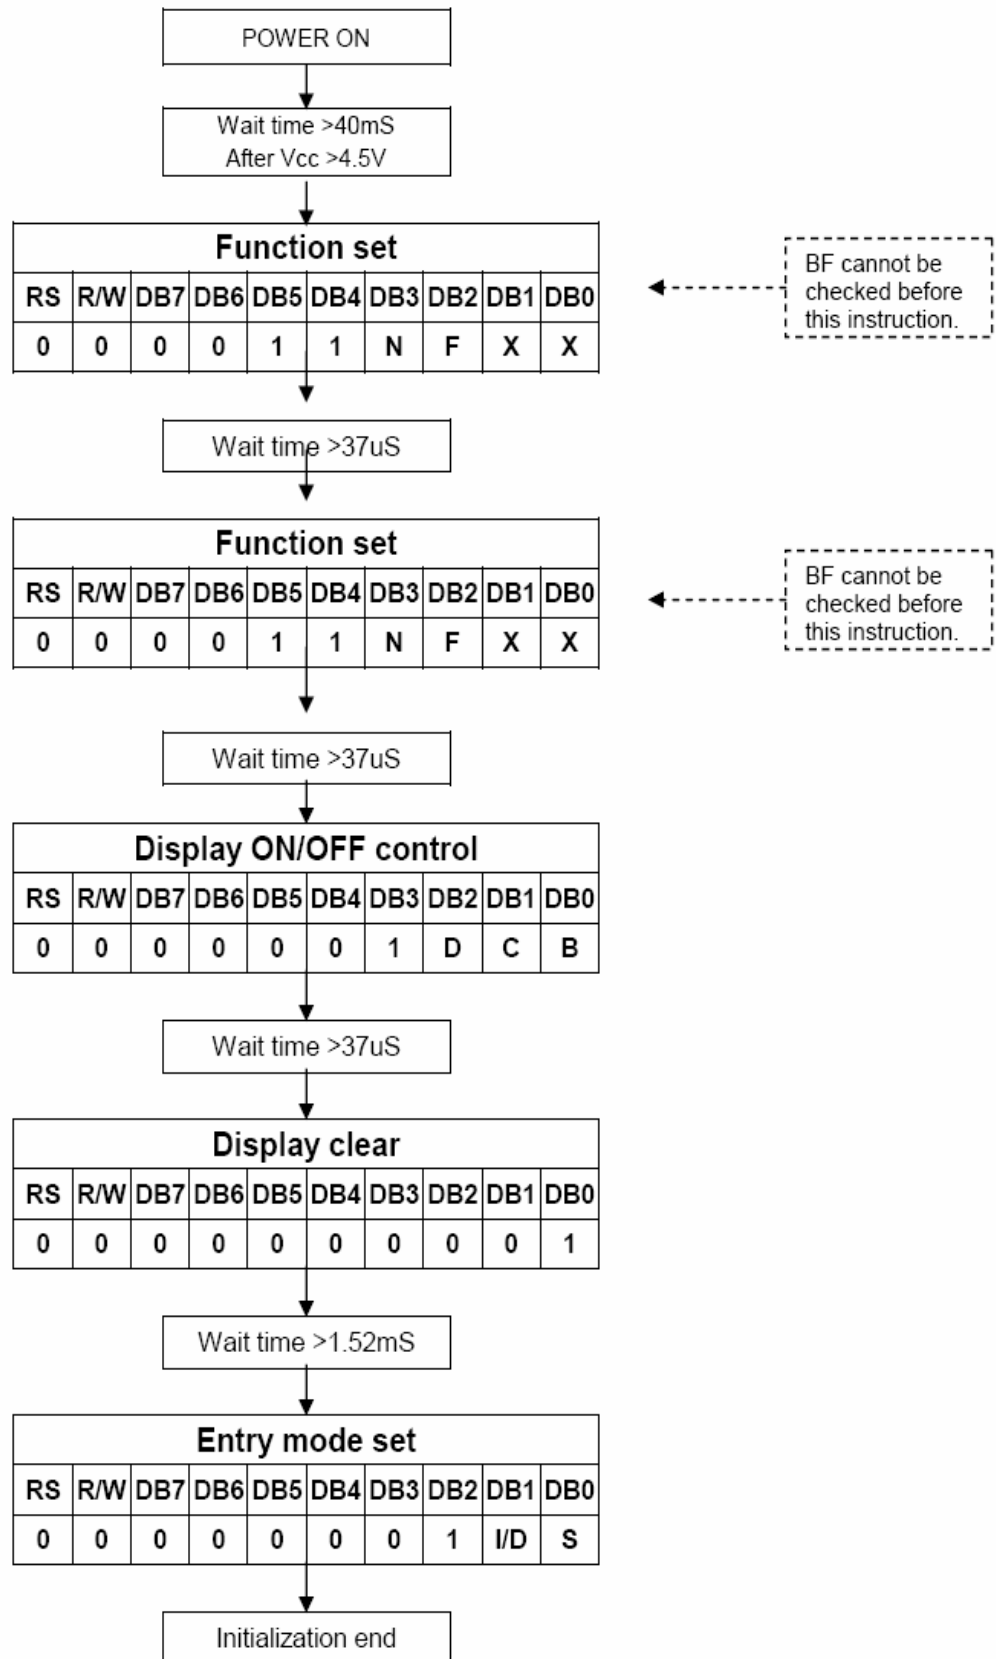 POWER ON
Wait time >40mS
After Vcc >4.5V
Function set
RS R/W DB7 DB6 DB5 DB4 DB3 DB2 DB1 DB0
0 0 0 0 1 1 N F X X
BF cannot be
checked before
this instruction.
Wait time >37uS
Function set
RS R/W DB7 DB6 DB5 DB4 DB3 DB2 DB1 DB0
0 0 0 0 1 1 N F X X
BF cannot be
checked before
this instruction.
Wait time >37uS
Display ON/OFF control
RS R/W DB7 DB6 DB5 DB4 DB3 DB2 DB1 DB0
0 0 0 0 0 0 1 D C B
Wait time >37uS
Display clear
RS R/W DB7 DB6 DB5 DB4 DB3 DB2 DB1 DB0
0 0 0 0 0 0 0 0 0 1
Wait time >1.52mS
Entry mode set
RS R/W DB7 DB6 DB5 DB4 DB3 DB2 DB1 DB0
0 0 0 0 0 0 0 1 I/D S
Initialization end